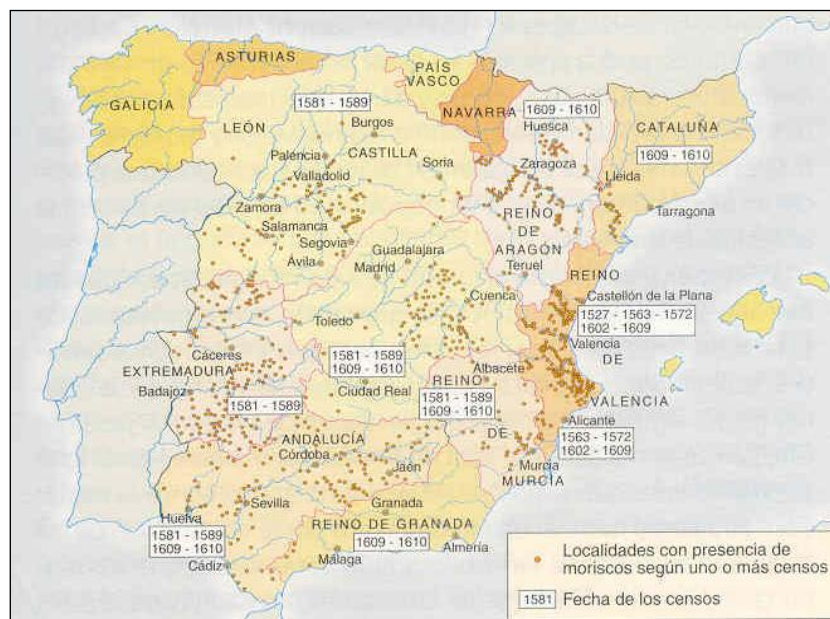 ASTURIAS
PAÍS
VASCO
GALICIA
NAVARRA
1581 - 1589
1609 - 1610
LEÓN
Burgos
Huesca
CATALUÑA
Palencia
CASTILLA
1609 - 1610
Valladolid
Soria
Zaragoza
Lleida
Zamora
REINO
DE
ARAGÓN
Tarragona
Salamanca
Segovia
Guadalajara
Ávila
Madrid
Teruel
REINO
Cuenca
Castellón de la Plana
1527 - 1563 - 1572
1602 - 1609
Toledo
Valencia
DE
Cáceres
1581 - 1589
1609 - 1610
Albacete
EXTREMADURA
REINO
Badajoz
Ciudad Real
1581 - 1589
1609 - 1610
VALENCIA
1581 - 1589
Alicante
ANDALUCÍA
DE
1563 - 1572
1602 - 1609
Córdoba
Jaén
Murcia
MURCIA
Sevilla
Granada
Huelva
REINO DE GRANADA
1581 - 1589
1609 - 1610
1609 - 1610
Almería
Málaga
Cádiz
Localidades con presencia de
moriscos según uno o más censos
1581 Fecha de los censos